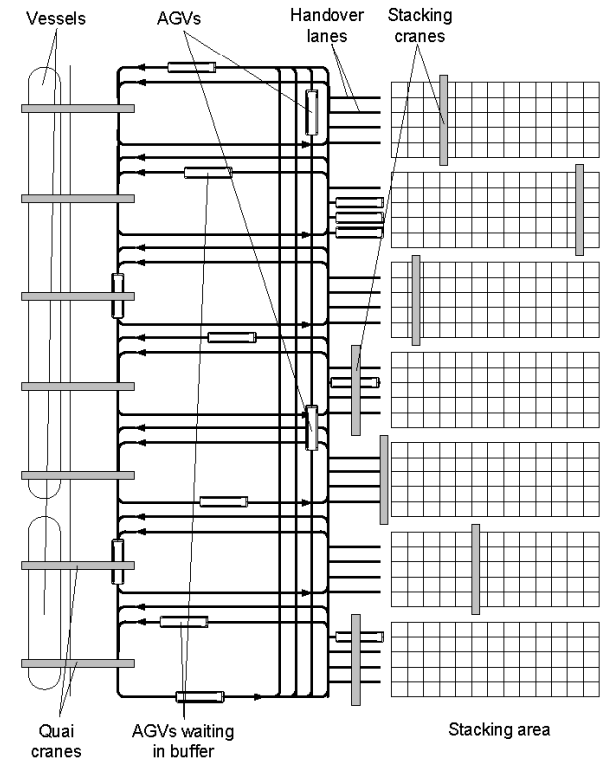 Vessels
AGVs
Handover
lanes
Stacking
cranes
Quai
cranes
AGVs waiting
in buffer
Stacking area